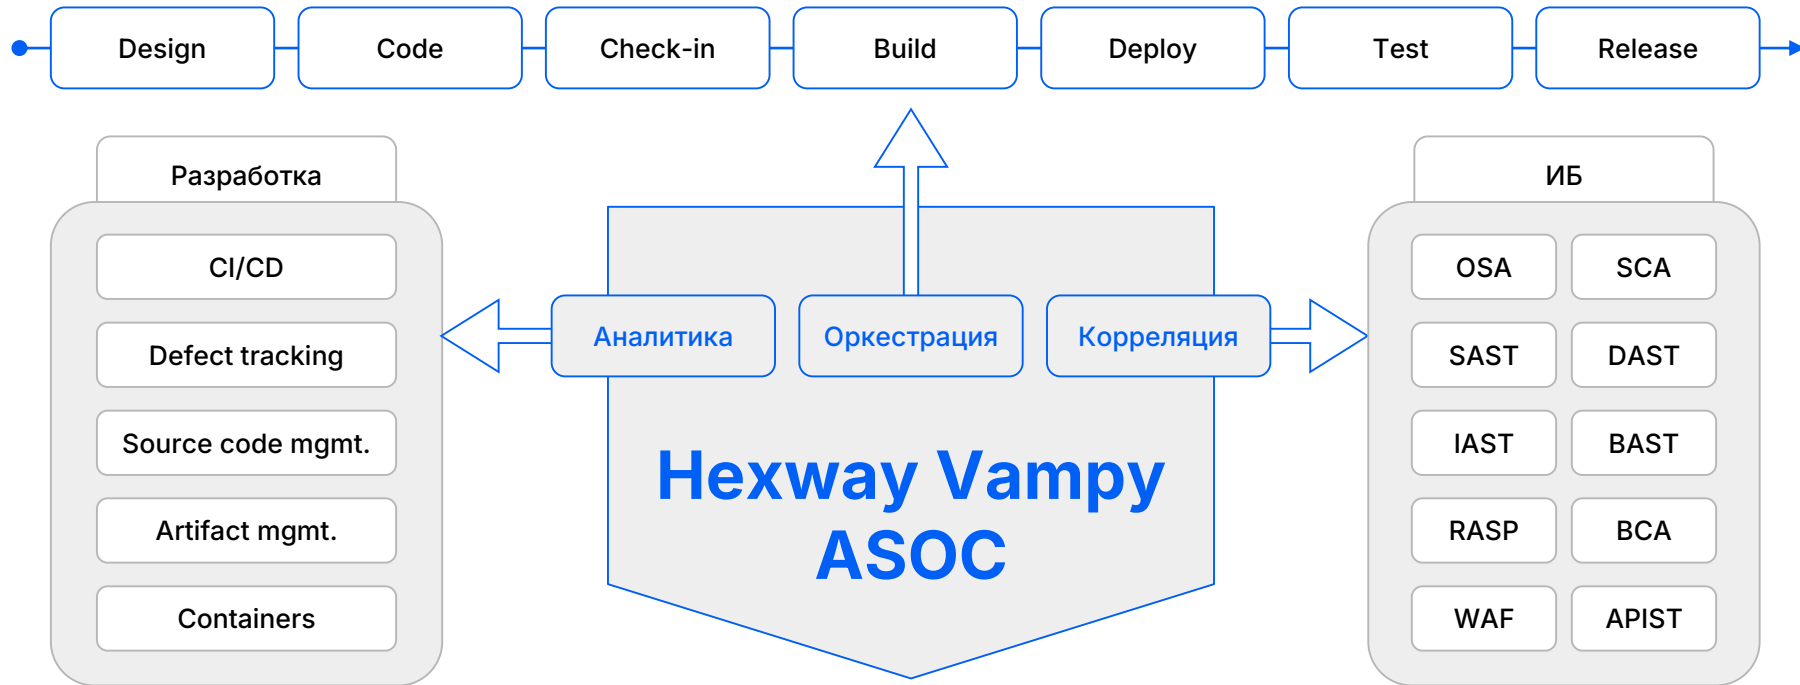 Design
Code
Check-in
Build
Deploy
Test
Release
Разработка
CI/CD
Defect tracking
Source code mgmt.
Artifact mgmt.
Containers
Аналитика
Оркестрация
Корреляция
Hexway Vampy
ASOC
ИБ
OSA
SCA
SAST
DAST
IAST
BAST
RASP
BCA
WAF
APIST